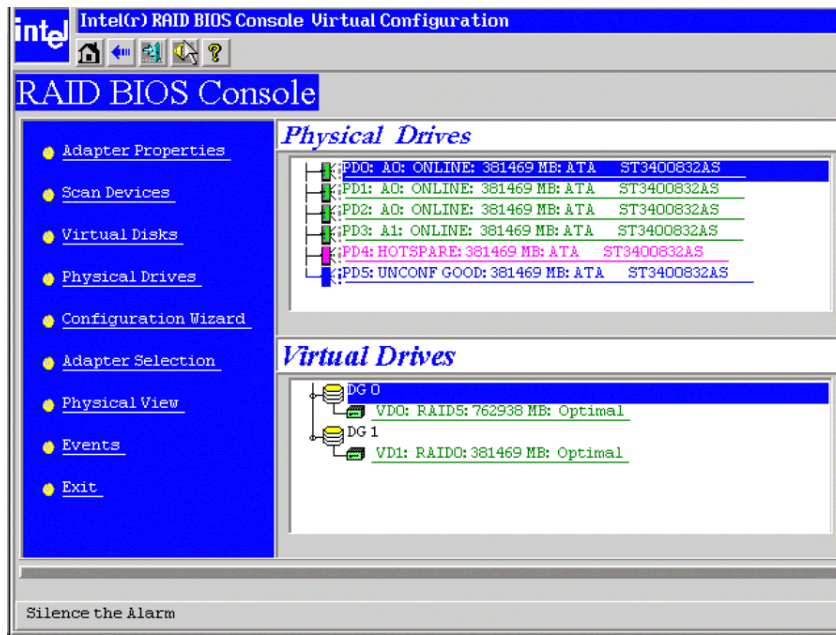 intel
Intel(r) RAID BIOS Console Virtual Configuration
?
RAID BIOS Console
Adapter Properties
Scan Devices
Virtual Disks
Physical Drives
Configuration Wizard
Adapter Selection
Physical View
Events
Exit
Physical Drives
PD0: A0: ONLINE: 381469 MB: ATA ST3400832AS
PD1: A0: ONLINE: 381469 MB: ATA ST3400832AS
PD2: A0: ONLINE: 381469 MB: ATA ST3400832AS
PD3: A1: ONLINE: 381469 MB: ATA ST3400832AS
PD4: HOTSPARE: 381469 MB: ATA ST3400832AS
PD5: UNCONF GOOD: 381469 MB: ATA ST3400832AS
Virtual Drives
DG 0
VD0: RAID5: 762938 MB: Optimal
DG 1
VD1: RAID0: 381469 MB: Optimal
Silence the Alarm